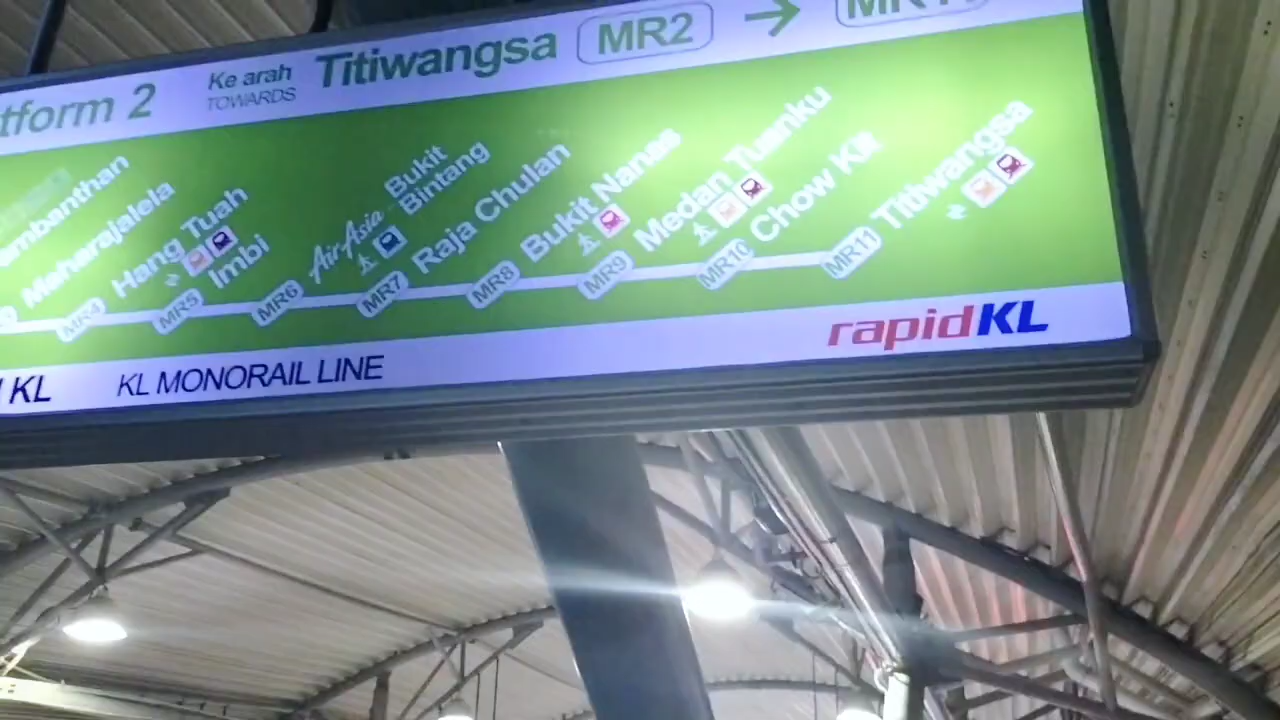 Platform 2
Ke arah
TOWARDS
Titiwangsa
MR2
→
Maharajalela
Hang Tuah
Imbi
AirAsia
Bukit
Bintang
Raja Chulan
Bukit Nanas
Medan Tuanku
Chow Kit
Titiwangsa
MR4
MR5
MR6
MR7
MR8
MR9
MR10
MR11
KL
KL MONORAIL LINE
rapidKL